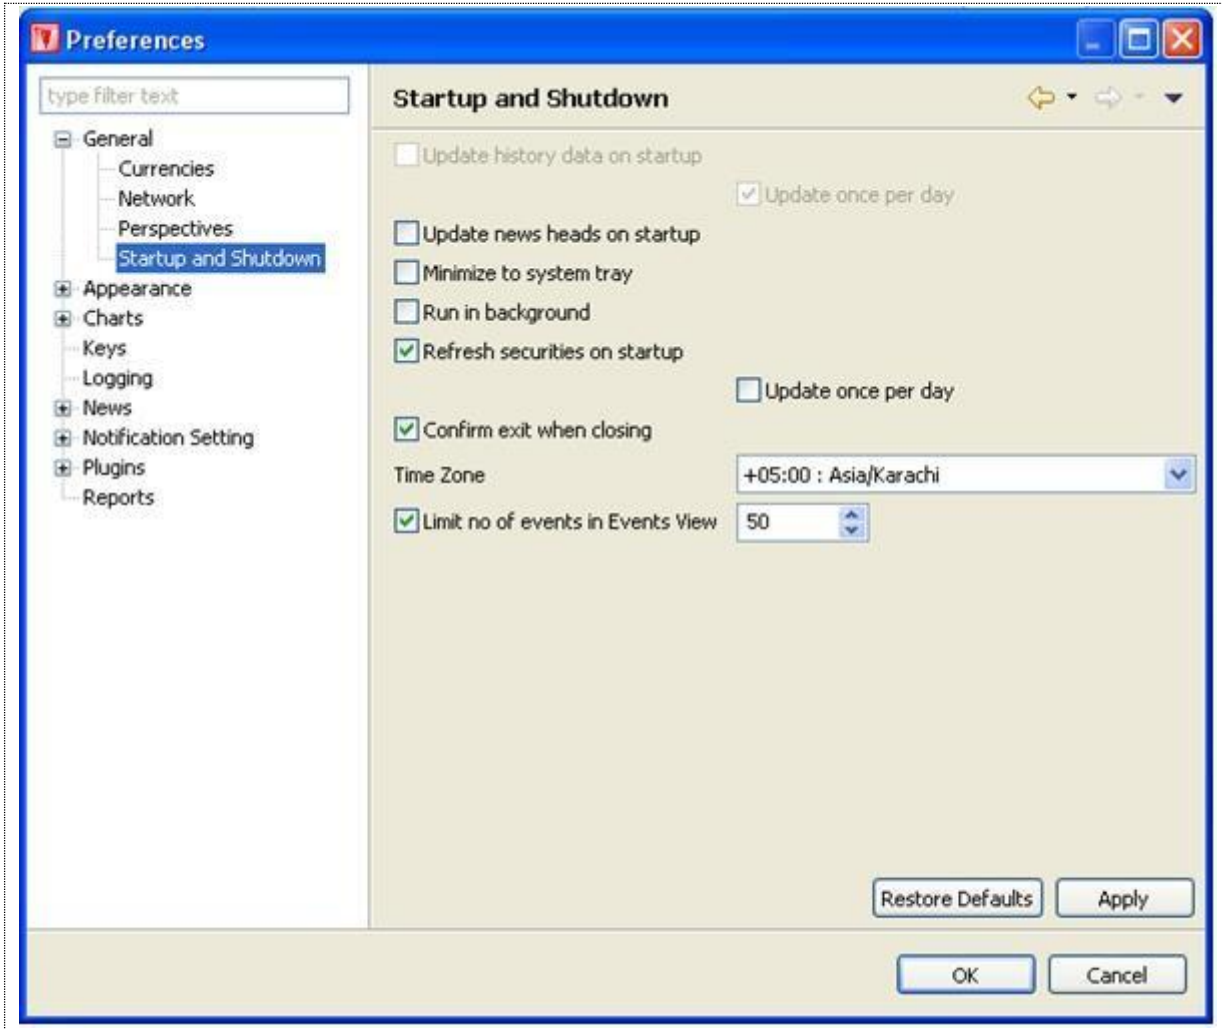 Preferences
type filter text
General
Currencies
Network
Perspectives
Startup and Shutdown
Appearance
Charts
Keys
Logging
News
Notification Setting
Plugins
Reports
Startup and Shutdown
Update history data on startup
Update once per day
Update news heads on startup
Minimize to system tray
Run in background
Refresh securities on startup
Update once per day
Confirm exit when closing
Time Zone +05:00 : Asia/Karachi
Limit no of events in Events View 50
Restore Defaults Apply
OK Cancel